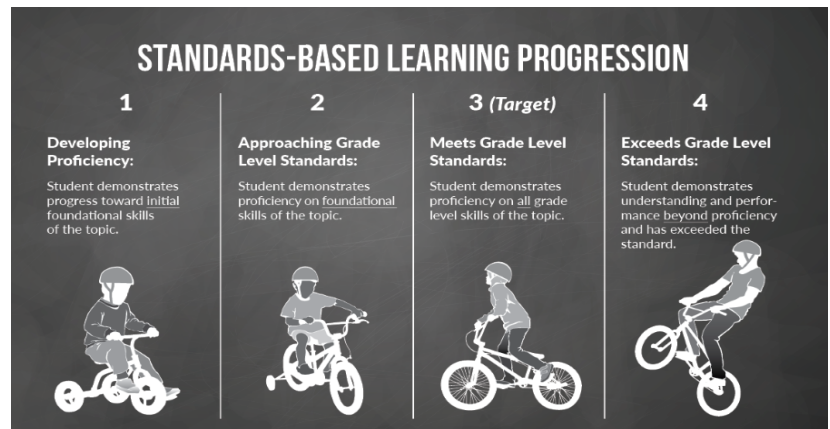 STANDARDS-BASED LEARNING PROGRESSION
1
Developing
Proficiency:
Student demonstrates
progress toward initial
foundational skills
of the topic.
2
Approaching Grade
Level Standards:
Student demonstrates
proficiency on foundational
skills of the topic.
3 (Target)
Meets Grade Level
Standards:
Student demonstrates
proficiency on all grade
level skills of the topic.
4
Exceeds Grade Level
Standards:
Student demonstrates
understanding and perfor-
mance beyond proficiency
and has exceeded the
standard.